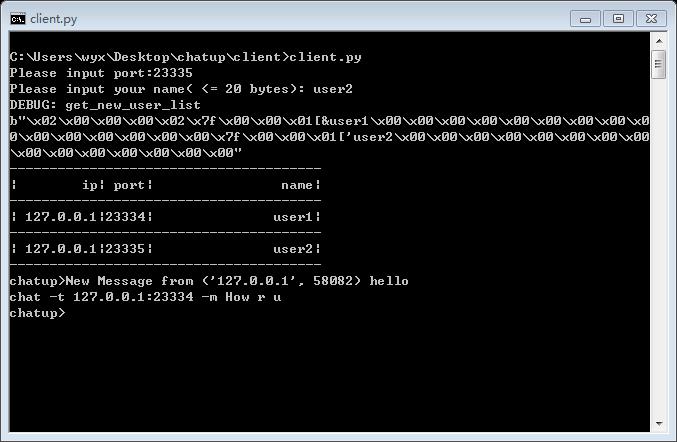 client.py
C:\Users\wyx\Desktop\chatup\client>client.py
Please input port:23335
Please input your name( <= 20 bytes): user2
DEBUG: get_new_user_list
b"\x02\x00\x00\x00\x02\x7f\x00\x00\x01[&user1\x00\x00\x00\x00\x00\x00\x00\x00\x0
0\x00\x00\x00\x00\x00\x00\x7f\x00\x00\x01['user2\x00\x00\x00\x00\x00\x00\x00\x00
\x00\x00\x00\x00\x00\x00\x00"
---------------------------------------
|        ip| port|                name|
---------------------------------------
| 127.0.0.1|23334|               user1|
---------------------------------------
| 127.0.0.1|23335|               user2|
---------------------------------------
chatup>New Message from ('127.0.0.1', 58082) hello
chat -t 127.0.0.1:23334 -m How r u
chatup>